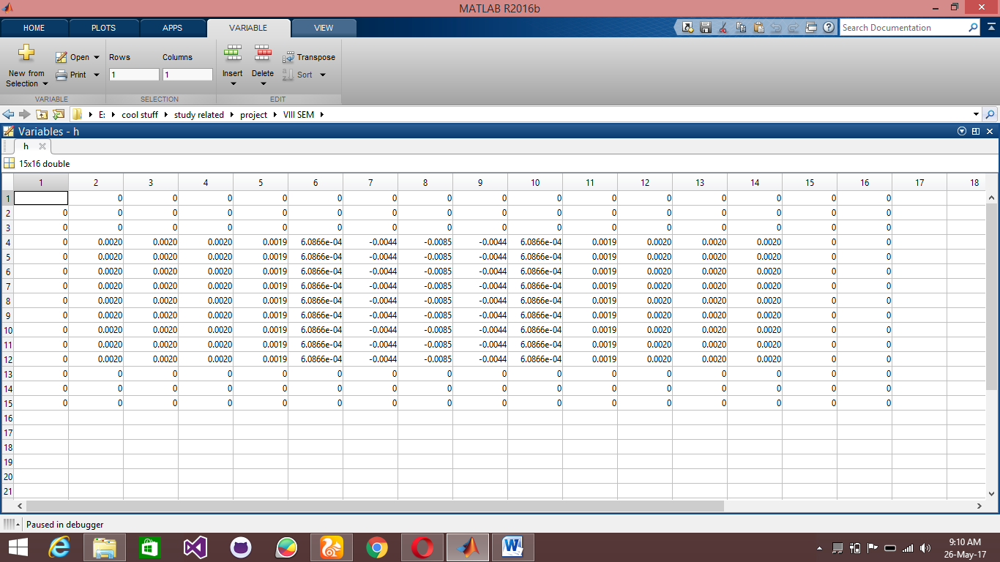 MATLAB R2016b
HOME PLOTS APPS VARIABLE VIEW
Search Documentation
New from Selection Open Print Rows Columns Insert Delete Transpose Sort
1 1
VARIABLE SELECTION EDIT
E: cool stuff study related project VIII SEM
Variables - h
h
15x16 double
1 2 3 4 5 6 7 8 9 10 11 12 13 14 15 16 17 18
1 0 0 0 0 0 0 0 0 0 0 0 0 0 0 0
2 0 0 0 0 0 0 0 0 0 0 0 0 0 0 0 0
3 0 0 0 0 0 0 0 0 0 0 0 0 0 0 0 0
4 0 0.0020 0.0020 0.0020 0.0019 6.0866e-04 -0.0044 -0.0085 -0.0044 6.0866e-04 0.0019 0.0020 0.0020 0.0020 0 0
5 0 0.0020 0.0020 0.0020 0.0019 6.0866e-04 -0.0044 -0.0085 -0.0044 6.0866e-04 0.0019 0.0020 0.0020 0.0020 0 0
6 0 0.0020 0.0020 0.0020 0.0019 6.0866e-04 -0.0044 -0.0085 -0.0044 6.0866e-04 0.0019 0.0020 0.0020 0.0020 0 0
7 0 0.0020 0.0020 0.0020 0.0019 6.0866e-04 -0.0044 -0.0085 -0.0044 6.0866e-04 0.0019 0.0020 0.0020 0.0020 0 0
8 0 0.0020 0.0020 0.0020 0.0019 6.0866e-04 -0.0044 -0.0085 -0.0044 6.0866e-04 0.0019 0.0020 0.0020 0.0020 0 0
9 0 0.0020 0.0020 0.0020 0.0019 6.0866e-04 -0.0044 -0.0085 -0.0044 6.0866e-04 0.0019 0.0020 0.0020 0.0020 0 0
10 0 0.0020 0.0020 0.0020 0.0019 6.0866e-04 -0.0044 -0.0085 -0.0044 6.0866e-04 0.0019 0.0020 0.0020 0.0020 0 0
11 0 0.0020 0.0020 0.0020 0.0019 6.0866e-04 -0.0044 -0.0085 -0.0044 6.0866e-04 0.0019 0.0020 0.0020 0.0020 0 0
12 0 0.0020 0.0020 0.0020 0.0019 6.0866e-04 -0.0044 -0.0085 -0.0044 6.0866e-04 0.0019 0.0020 0.0020 0.0020 0 0
13 0 0 0 0 0 0 0 0 0 0 0 0 0 0 0 0
14 0 0 0 0 0 0 0 0 0 0 0 0 0 0 0 0
15 0 0 0 0 0 0 0 0 0 0 0 0 0 0 0 0
16
17
18
19
20
21
Paused in debugger
9:10 AM
26-May-17